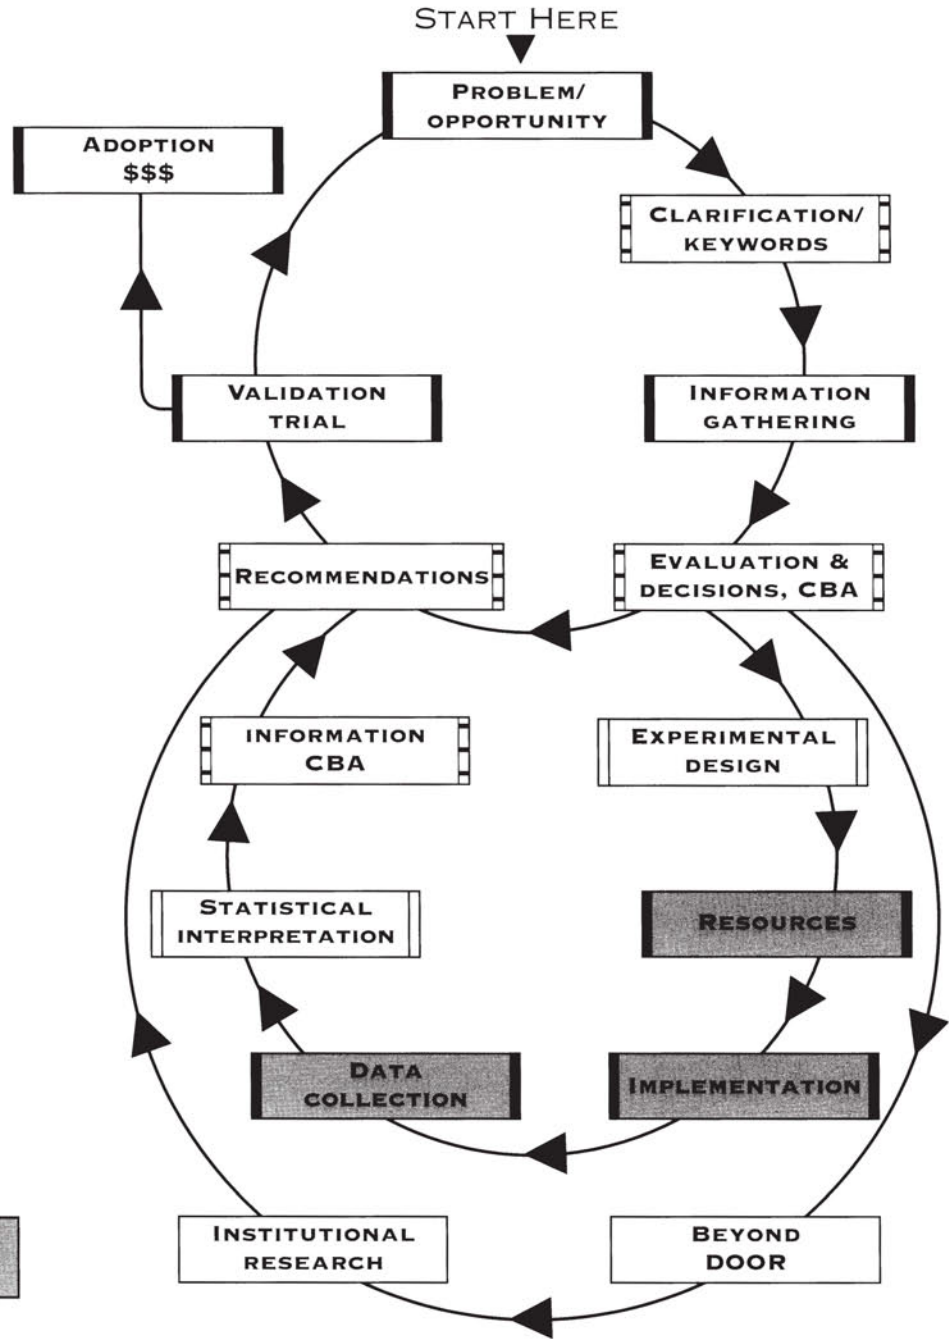 START HERE
PROBLEM/
OPPORTUNITY
ADOPTION
$$$
CLARIFICATION/
KEYWORDS
VALIDATION
TRIAL
INFORMATION
GATHERING
RECOMMENDATIONS
EVALUATION &
DECISIONS, CBA
INFORMATION
CBA
EXPERIMENTAL
DESIGN
STATISTICAL
INTERPRETATION
RESOURCES
DATA
COLLECTION
IMPLEMENTATION
INSTITUTIONAL
RESEARCH
BEYOND
DOOR